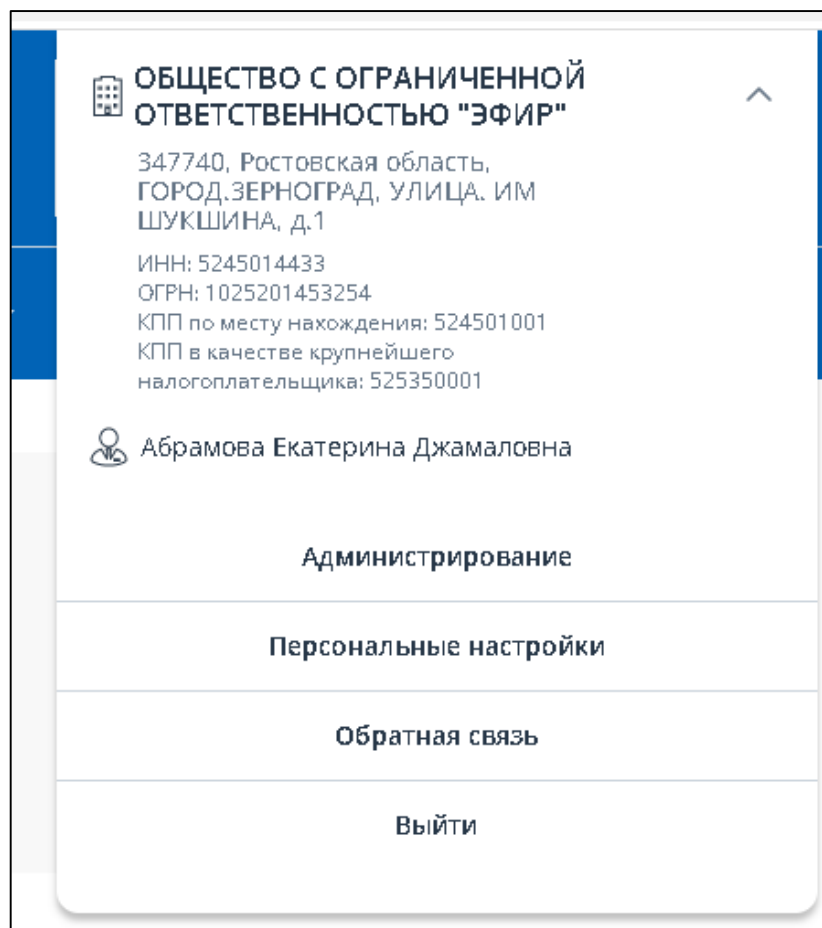 ОБЩЕСТВО С ОГРАНИЧЕННОЙ
ОТВЕТСТВЕННОСТЬЮ "ЭФИР"
347740, Ростовская область,
ГОРОД.ЗЕРНОГРАД, УЛИЦА. ИМ
ШУКШИНА, д.1
ИНН: 5245014433
ОГРН: 1025201453254
КПП по месту нахождения: 524501001
КПП в качестве крупнейшего
налогоплательщика: 525350001
Абрамова Екатерина Джамаловна
Администрирование
Персональные настройки
Обратная связь
Выйти